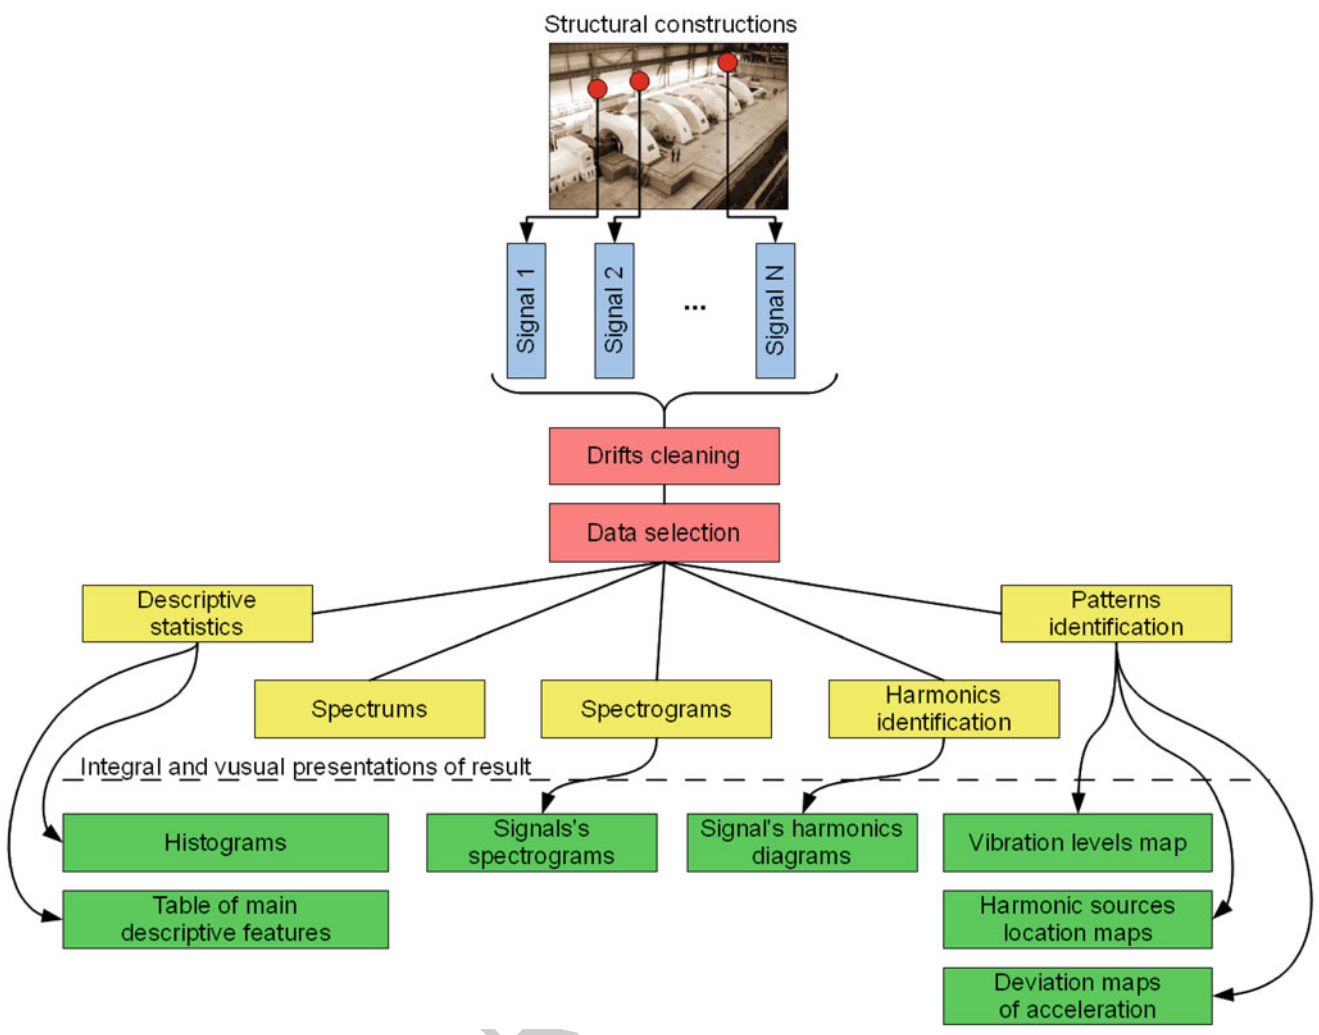 Structural constructions
Signal 1
Signal 2
...
Signal N
Drifts cleaning
Data selection
Descriptive
statistics
Patterns
identification
Spectrums
Spectrograms
Harmonics
identification
Integral and vusual presentations of result
Histograms
Signals's
spectrograms
Signal's harmonics
diagrams
Vibration levels map
Table of main
descriptive features
Harmonic sources
location maps
Deviation maps
of acceleration